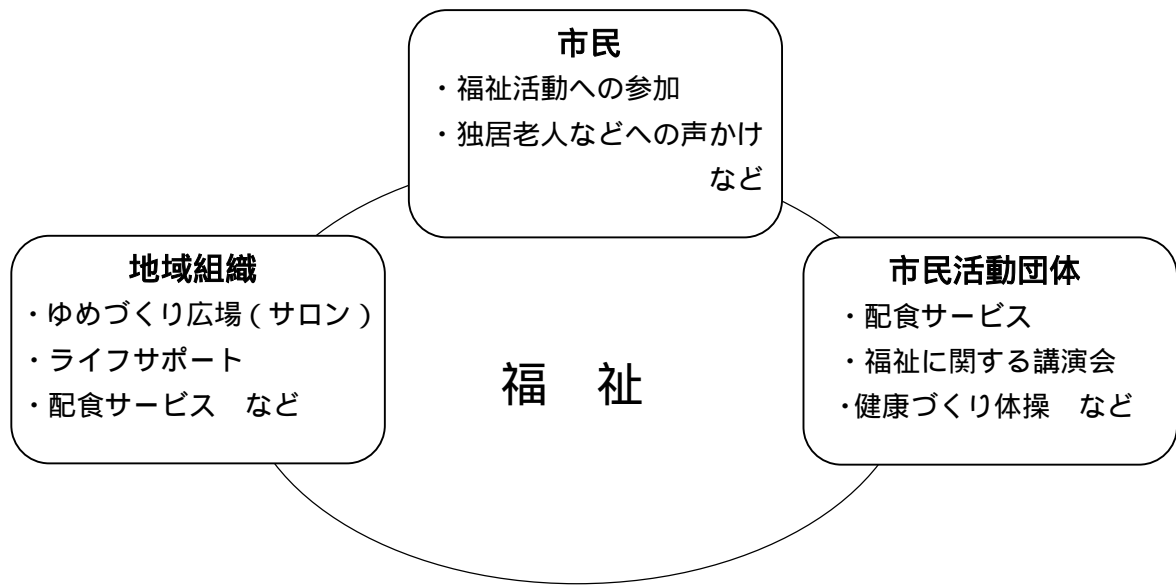 市民
・福祉活動への参加
・独居老人などへの声かけ
など
地域組織
・ゆめづくり広場(サロン)
・ライフサポート
・配食サービス　など
福　祉
市民活動団体
・配食サービス
・福祉に関する講演会
・健康づくり体操　など